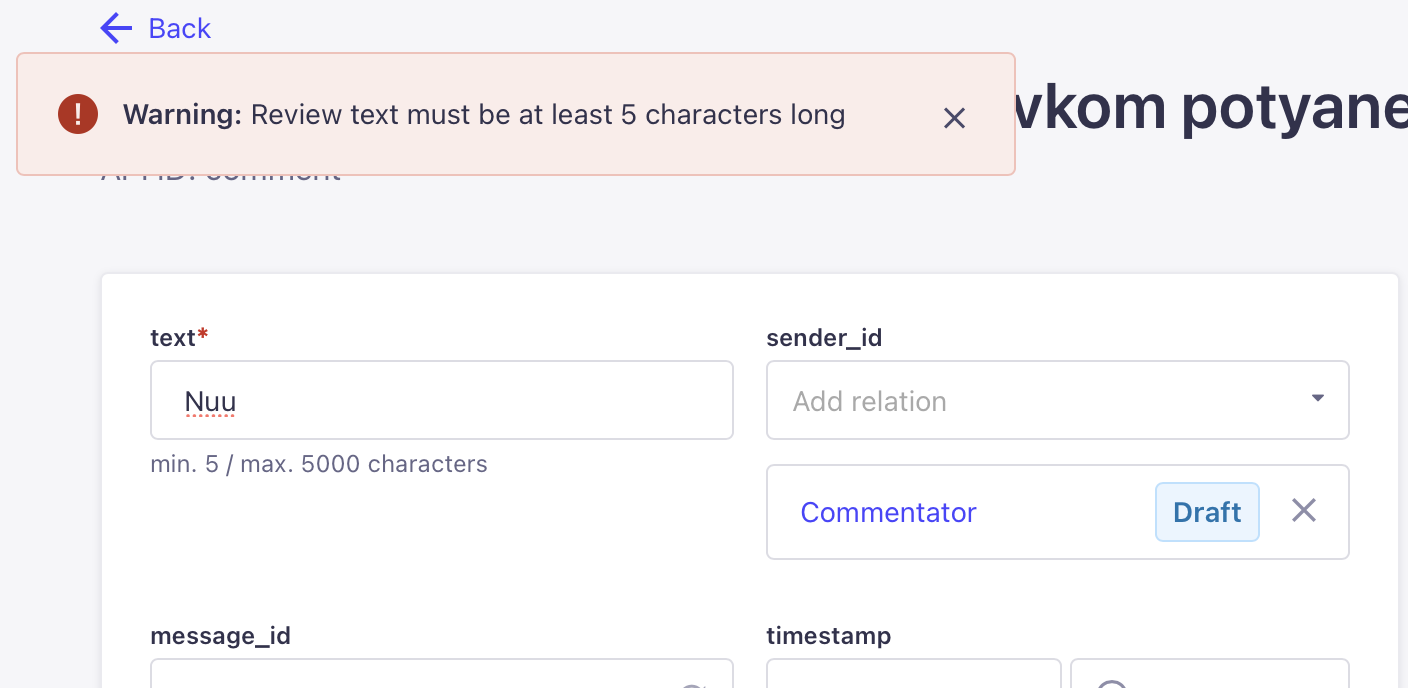 Back
Warning: Review text must be at least 5 characters long
vkom potyane
API ID: comment
text*
sender_id
Nuu
Add relation
min. 5 / max. 5000 characters
Commentator
Draft
message_id
timestamp